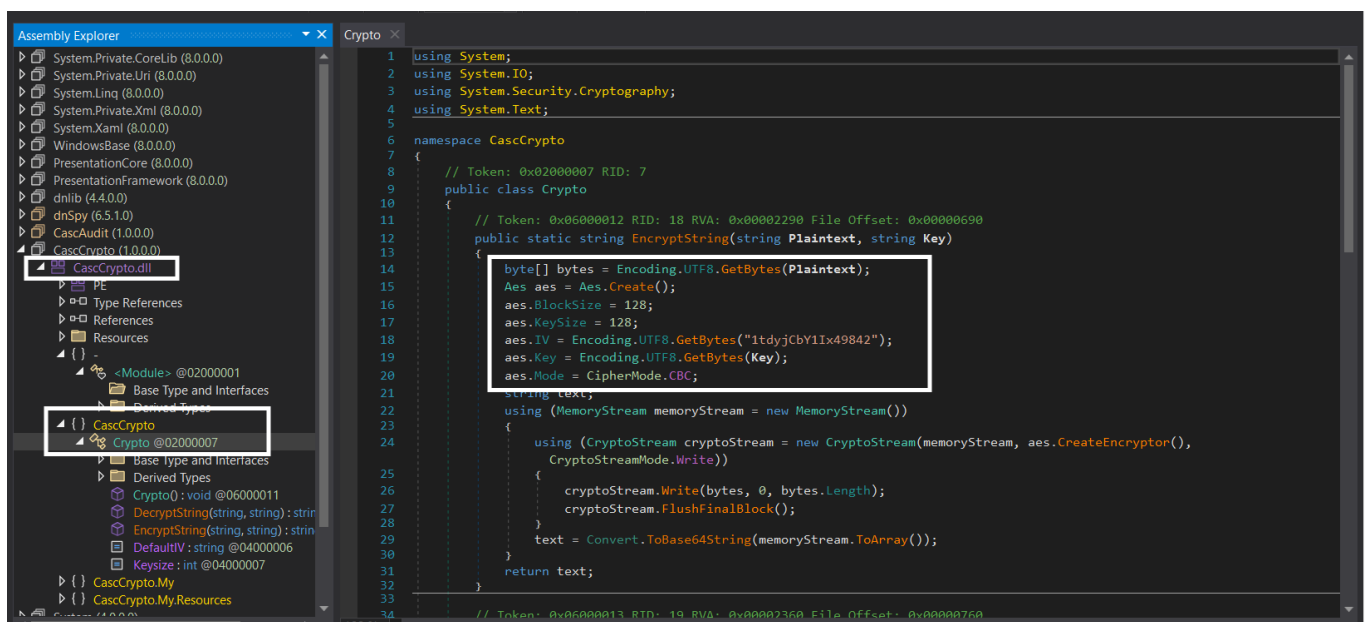 Assembly Explorer
System.Private.CoreLib (8.0.0.0)
System.Private.Uri (8.0.0.0)
System.Linq (8.0.0.0)
System.Private.Xml (8.0.0.0)
System.Xaml (8.0.0.0)
WindowsBase (8.0.0.0)
PresentationCore (8.0.0.0)
PresentationFramework (8.0.0.0)
dnlib (4.4.0.0)
dnSpy (6.5.1.0)
CascAudit (1.0.0.0)
CascCrypto (1.0.0.0)
CascCrypto.dll
PE
Type References
References
Resources
{ } -
<Module> @02000001
Base Type and Interfaces
Derived Types
{ } CascCrypto
Crypto @02000007
Base Type and Interfaces
Derived Types
Crypto() : void @06000011
DecryptString(string, string) : strin
EncryptString(string, string) : strin
DefaultIV : string @04000006
Keysize : int @04000007
{ } CascCrypto.My
{ } CascCrypto.My.Resources
Crypto
1 using System;
2 using System.IO;
3 using System.Security.Cryptography;
4 using System.Text;
5
6 namespace CascCrypto
7 {
8 // Token: 0x02000007 RID: 7
9 public class Crypto
10 {
11 // Token: 0x06000012 RID: 18 RVA: 0x00002290 File Offset: 0x00000690
12 public static string EncryptString(string Plaintext, string Key)
13 {
14 byte[] bytes = Encoding.UTF8.GetBytes(Plaintext);
15 Aes aes = Aes.Create();
16 aes.BlockSize = 128;
17 aes.KeySize = 128;
18 aes.IV = Encoding.UTF8.GetBytes("1tdyjCbY1Ix49842");
19 aes.Key = Encoding.UTF8.GetBytes(Key);
20 aes.Mode = CipherMode.CBC;
21 string text;
22 using (MemoryStream memoryStream = new MemoryStream())
23 {
24 using (CryptoStream cryptoStream = new CryptoStream(memoryStream, aes.CreateEncryptor(),
CryptoStreamMode.Write))
25 {
26 cryptoStream.Write(bytes, 0, bytes.Length);
27 cryptoStream.FlushFinalBlock();
28 }
29 text = Convert.ToBase64String(memoryStream.ToArray());
30 }
31 return text;
32 }
33
34 // Token: 0x06000013 RID: 19 RVA: 0x00002360 File Offset: 0x00000760